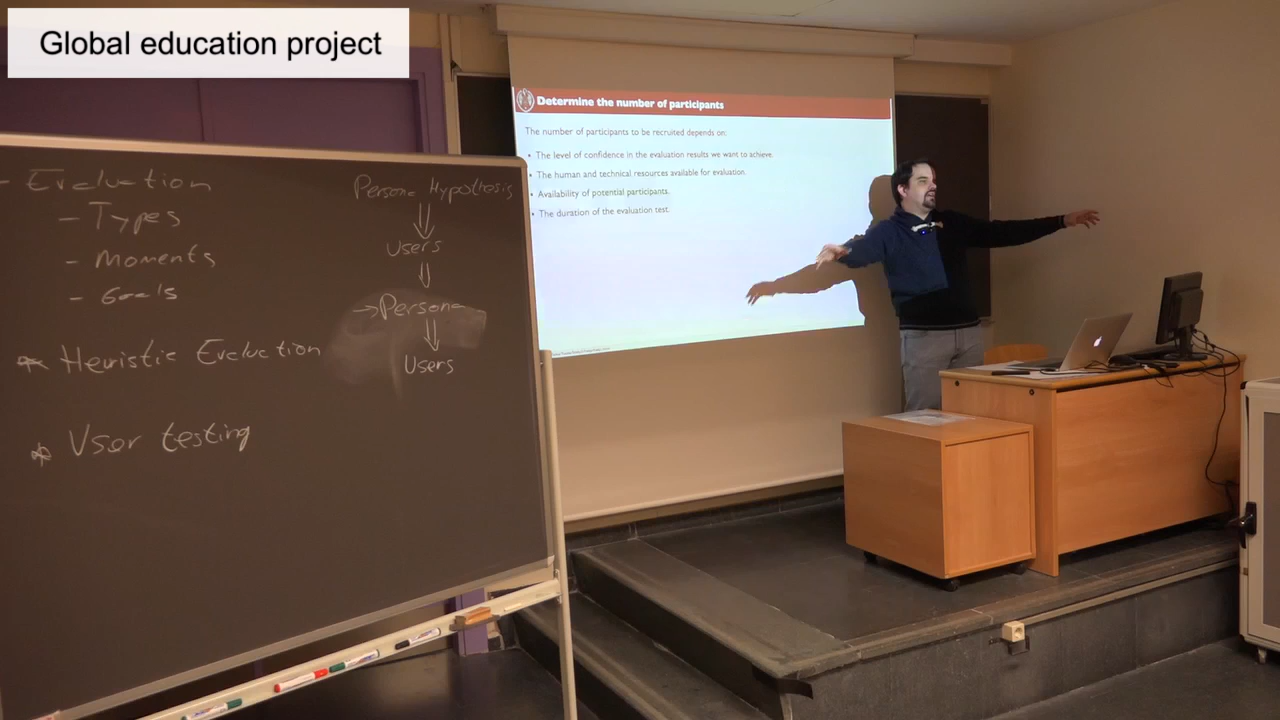 Global education project
- Evaluation
- Types
- Moments
- Goals
* Heuristic Evaluation
* User testing
Persona Hypothesis
Users
Persona
Users
Determine the number of participants
The number of participants to be recruited depends on:
• The level of confidence in the evaluation results we want to achieve.
• The human and technical resources available for evaluation.
• Availability of potential participants.
• The duration of the evaluation test.